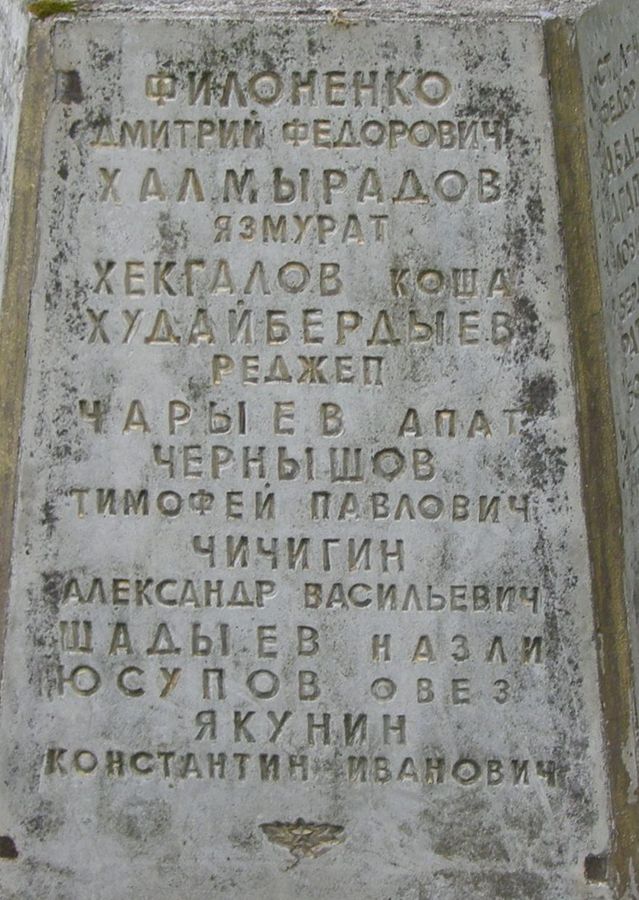 ФИЛОНЕНКО
ДМИТРИЙ ФЕДОРОВИЧ
ХАЛМЫРАДОВ
ЯЗМУРАТ
ХЕКГАЛОВ КОША
ХУДАЙБЕРДЫЕВ
РЕДЖЕП
ЧАРЫЕВ АПАТ
ЧЕРНЫШОВ
ТИМОФЕЙ ПАВЛОВИЧ
ЧИЧИГИН
АЛЕКСАНДР ВАСИЛЬЕВИЧ
ШАДЫЕВ НАЗЛИ
ЮСУПОВ ОВЕЗ
ЯКУНИН
КОНСТАНТИН ИВАНОВИЧ